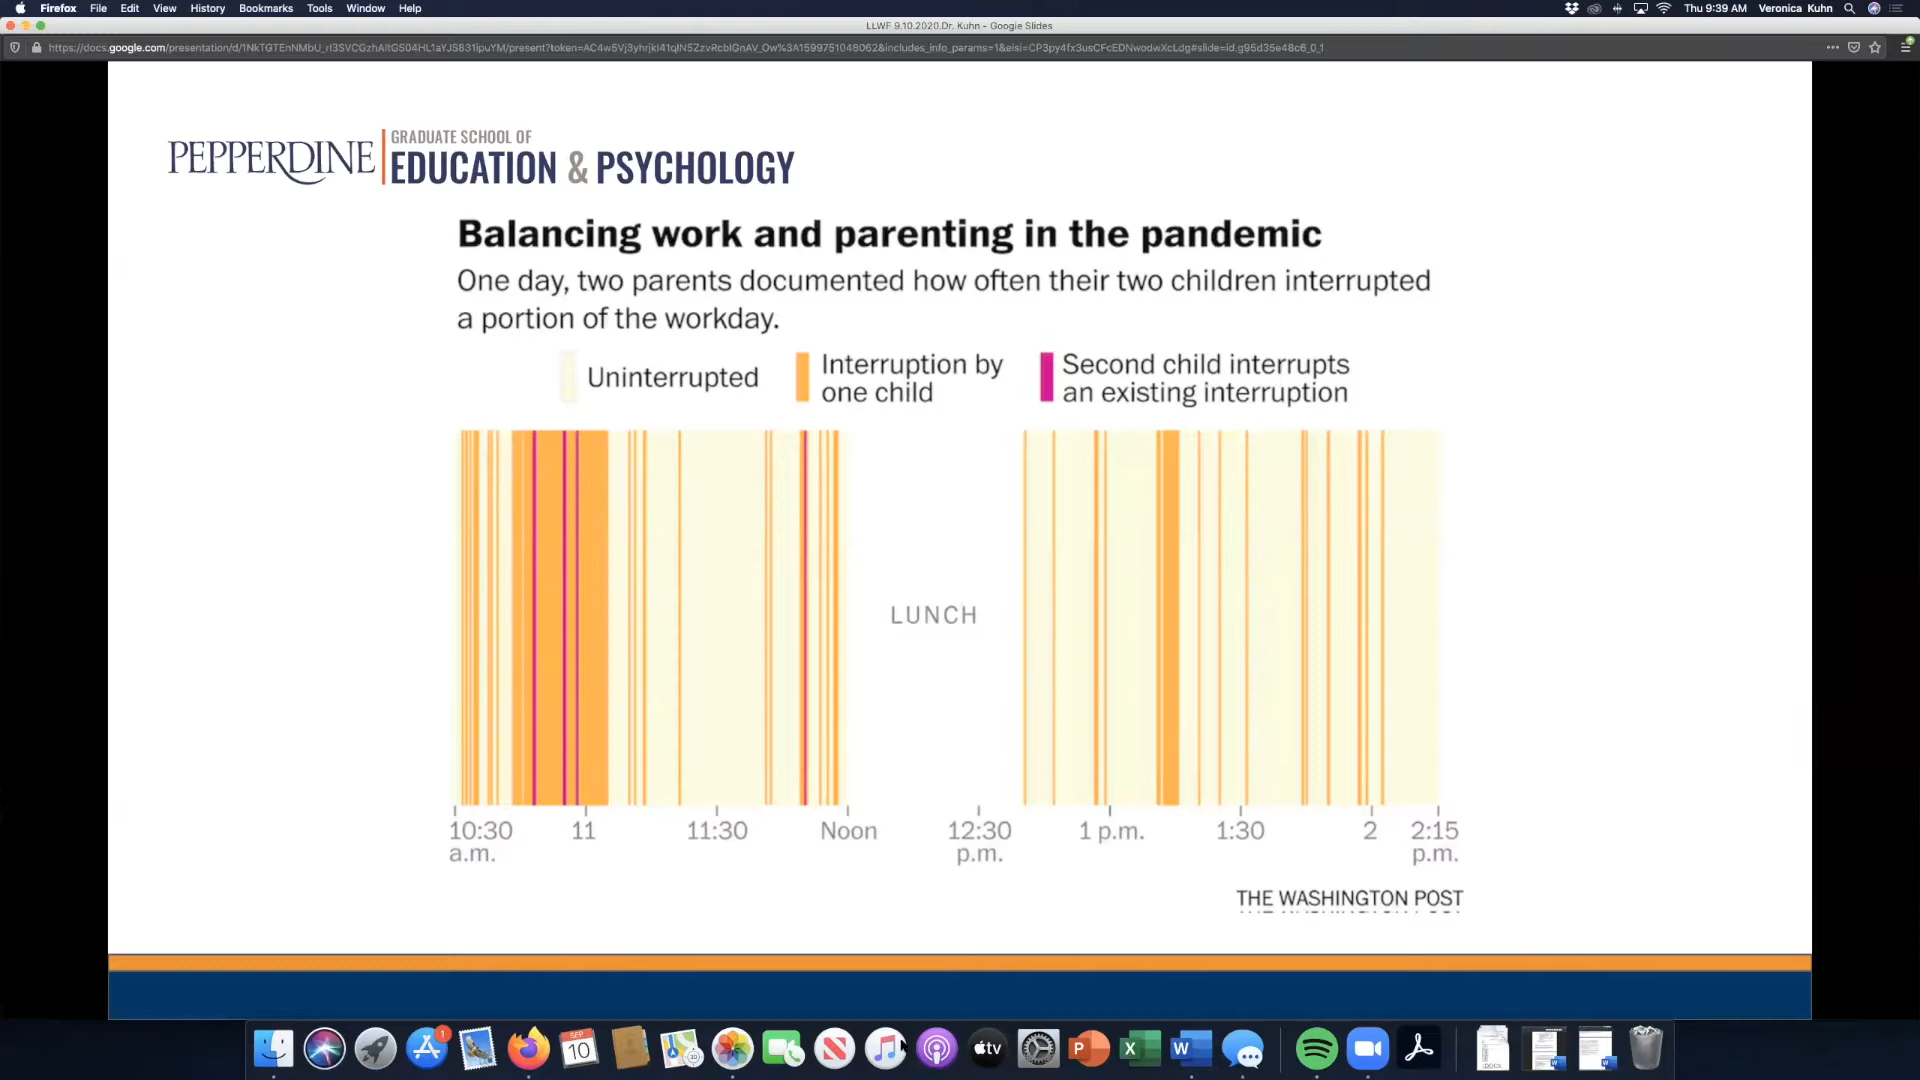 Firefox File Edit View History Bookmarks Tools Window Help Thu 9:39 AM Veronica Kuhn
LLWF 9.10.2020.Dr. Kuhn - Google Slides
PEPPERDINE
GRADUATE SCHOOL OF
EDUCATION & PSYCHOLOGY
Balancing work and parenting in the pandemic
One day, two parents documented how often their two children interrupted
a portion of the workday.
Uninterrupted
Interruption by
one child
Second child interrupts
an existing interruption
LUNCH
10:30
a.m.
11
11:30
Noon
12:30
p.m.
1 p.m.
1:30
2
2:15
p.m.
THE WASHINGTON POST
1
SEP
10
tv
P
X
W